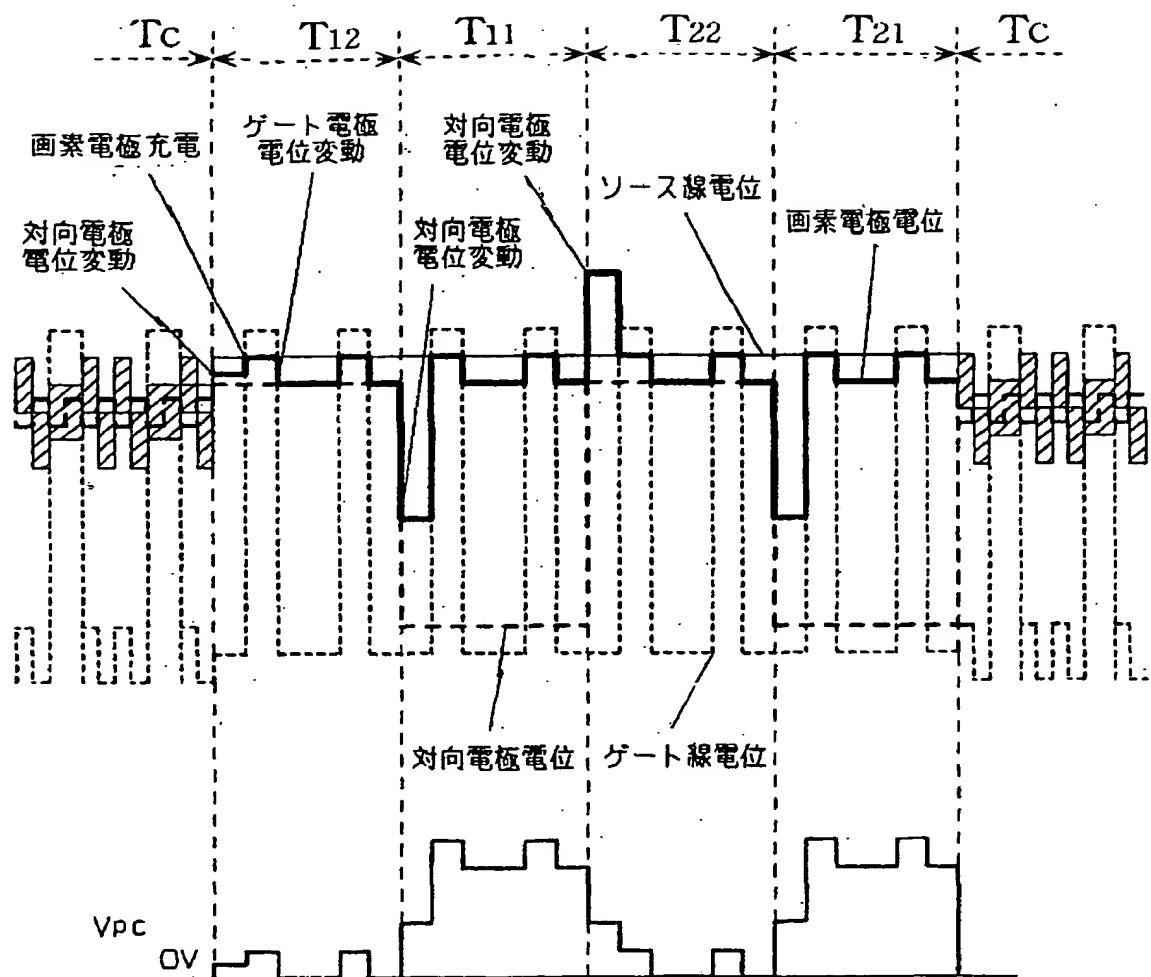 Tc T12 T11 T22 T21 Tc
画素電極充電
ゲート電極
電位変動
対向電極
電位変動
ソース線電位
画素電極電位
対向電極
電位変動
対向電極
電位変動
対向電極電位
ゲート線電位
Vpc
0V